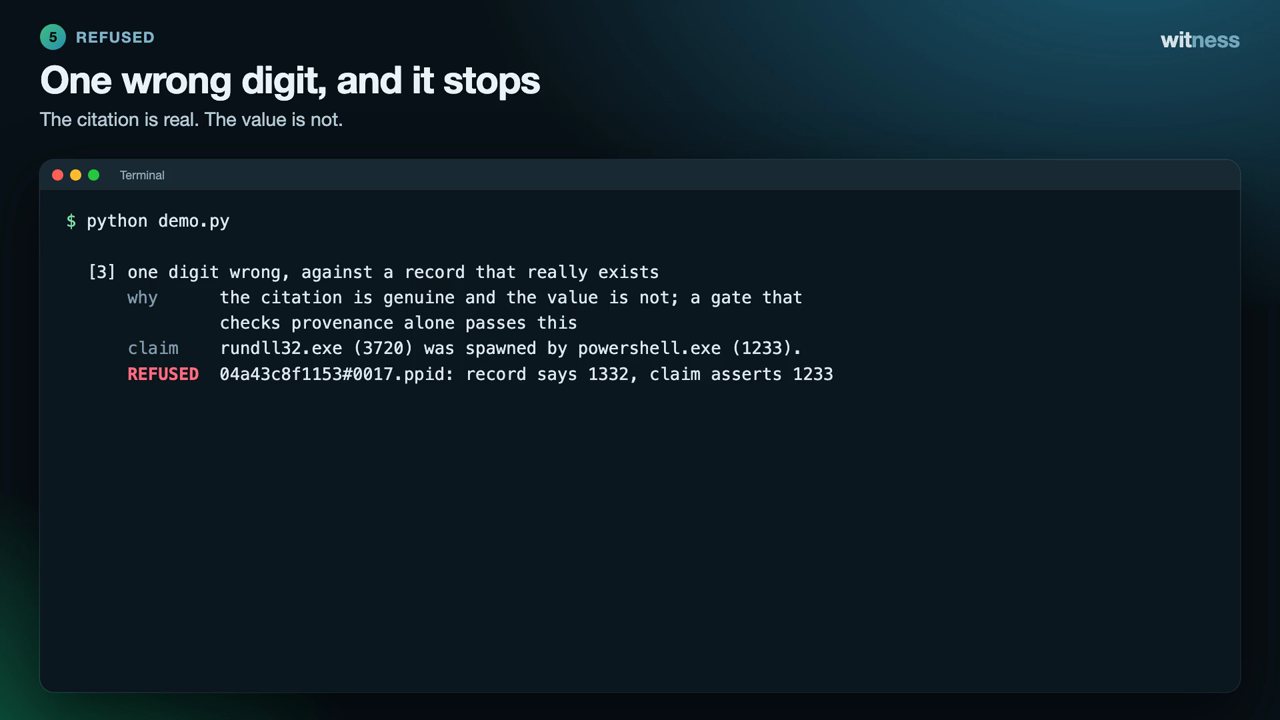 5 REFUSED
witness
One wrong digit, and it stops
The citation is real. The value is not.
Terminal
$ python demo.py
[3] one digit wrong, against a record that really exists
why the citation is genuine and the value is not; a gate that
checks provenance alone passes this
claim rundll32.exe (3720) was spawned by powershell.exe (1233).
REFUSED 04a43c8f1153#0017.ppid: record says 1332, claim asserts 1233